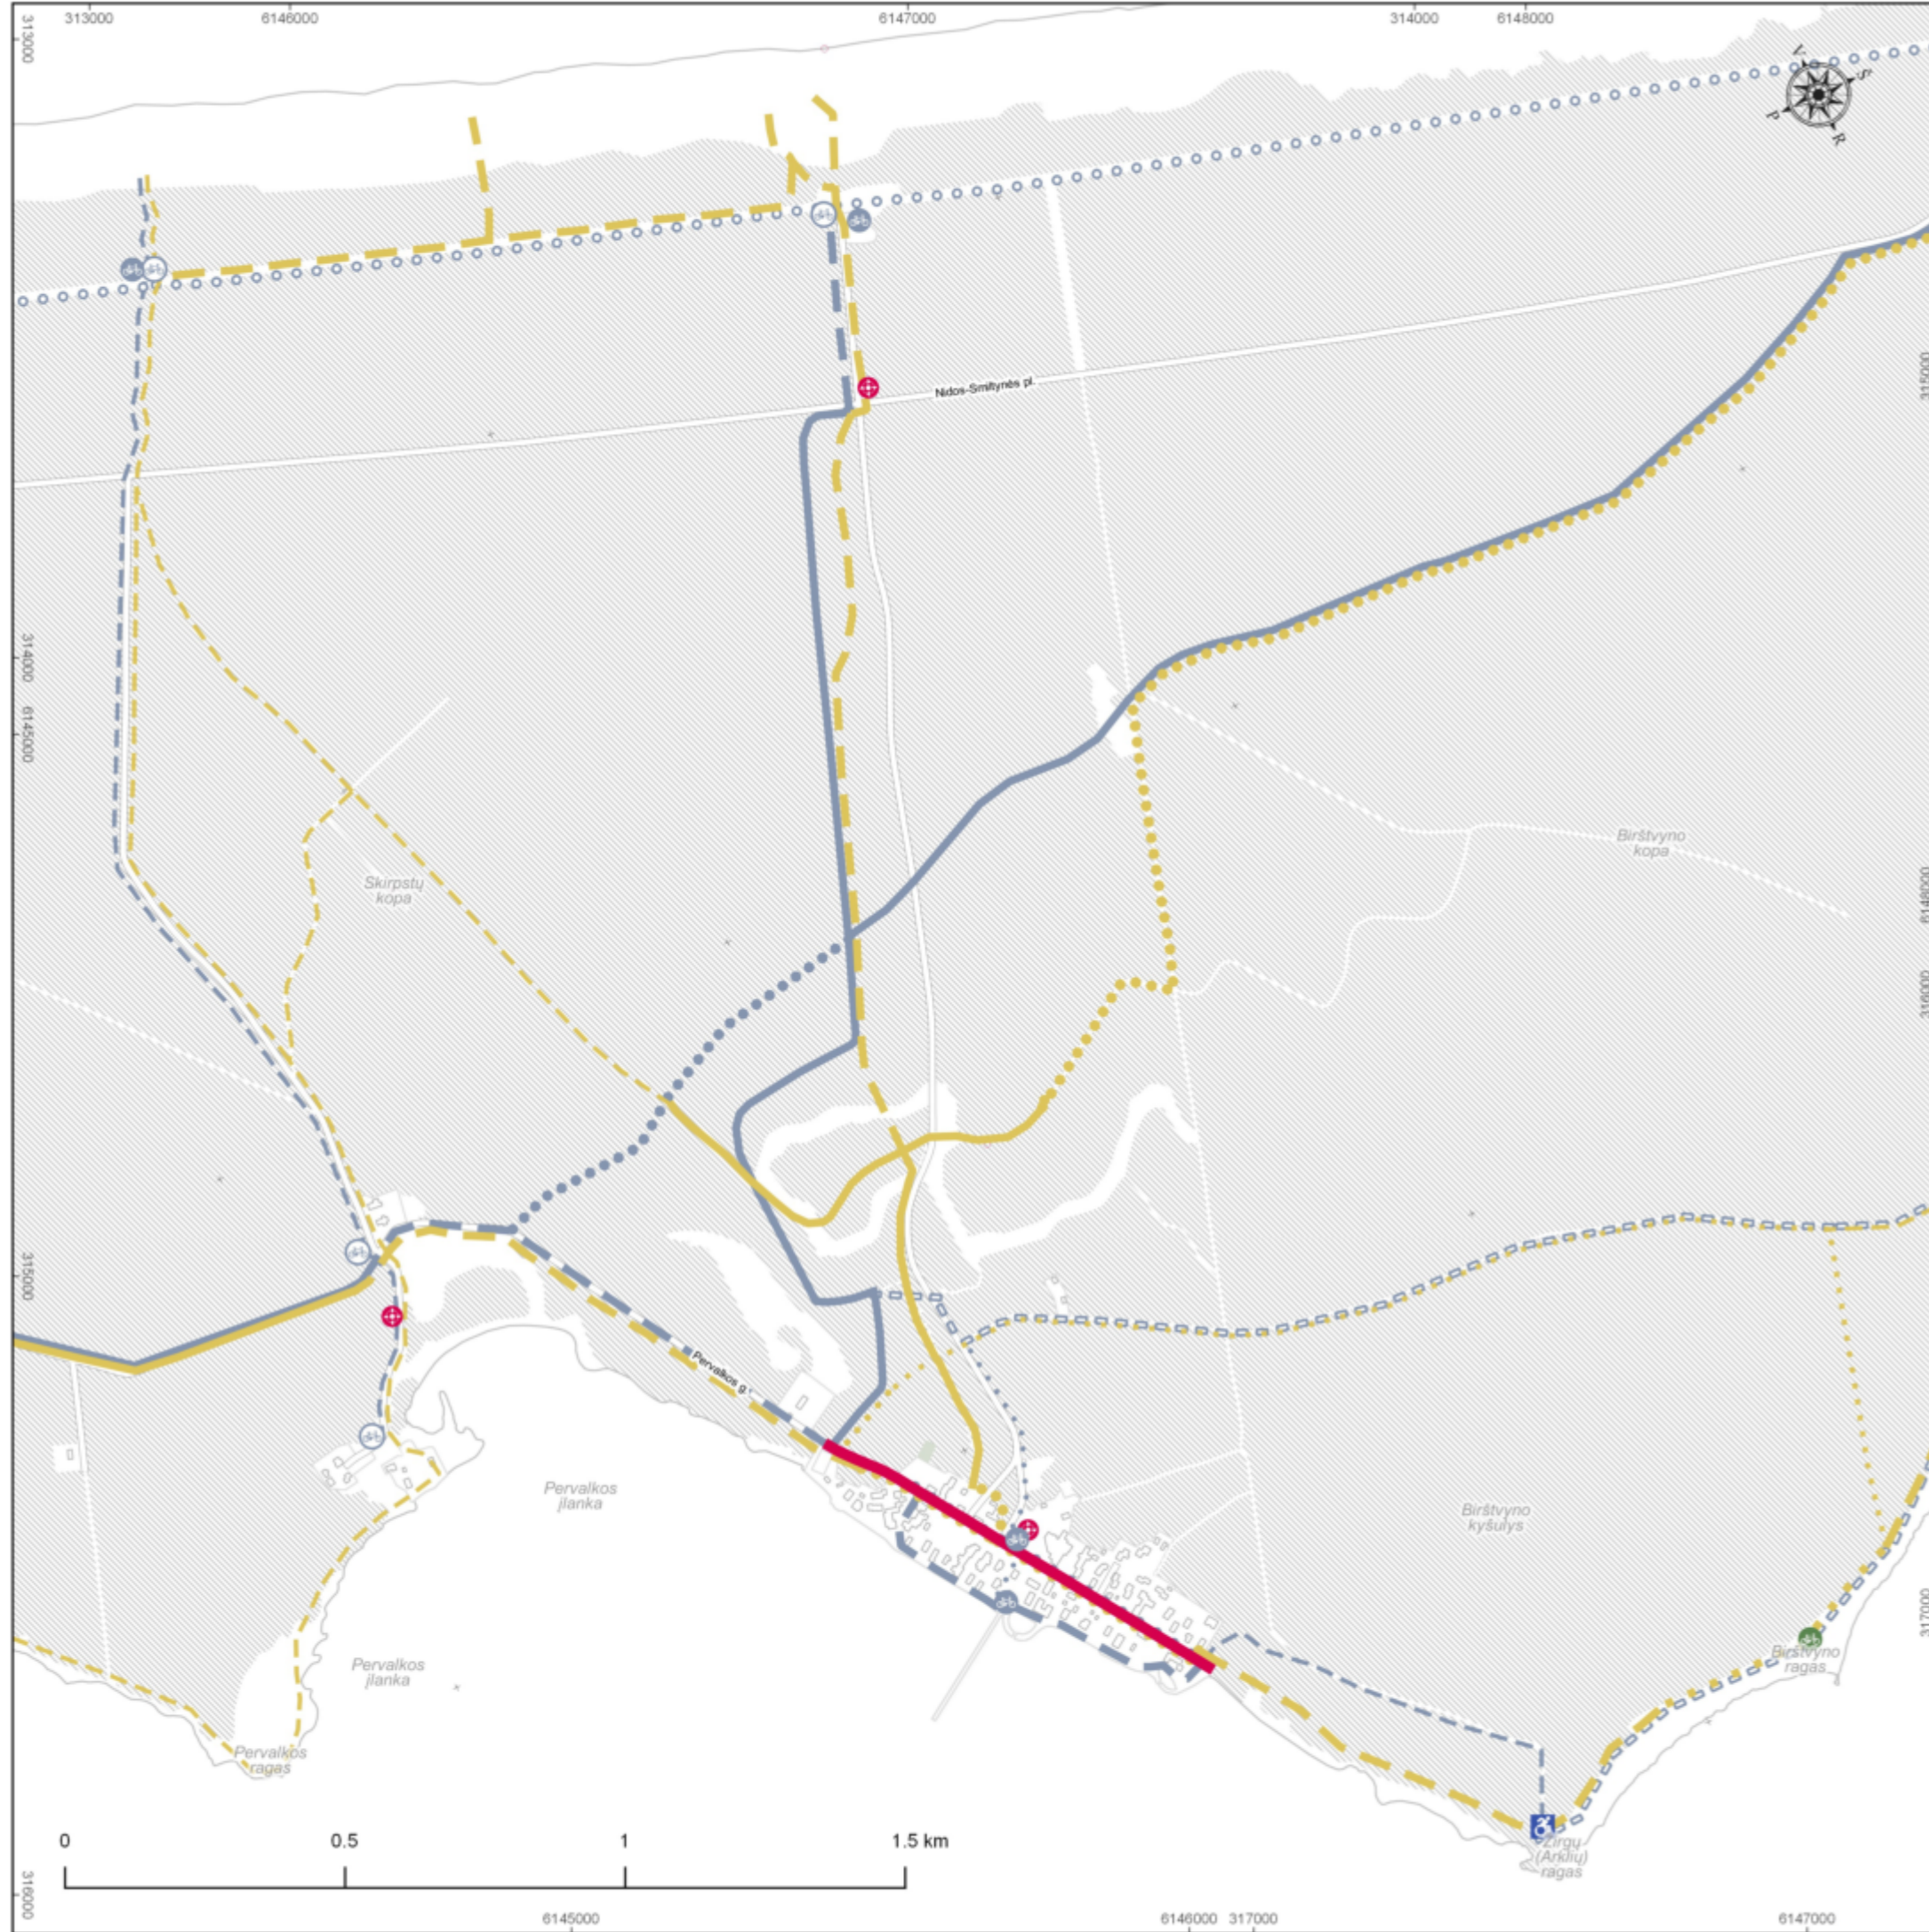 313000
6146000
6147000
314000
6148000
313000
V
S
P
R
315000
Nidos-Smiltynės pl.
314000
6145000
Birštvyno
kopa
Skirpstų
kopa
6148000
316000
315000
Pervalkos g.
Pervalkos
įlanka
Birštvyno
kyšulys
317000
Birštvyno
ragas
Pervalkos
įlanka
Pervalkos
ragas
0
0.5
1
1.5 km
Žirgų
(Arklių)
ragas
316000
6145000
6146000
317000
6147000